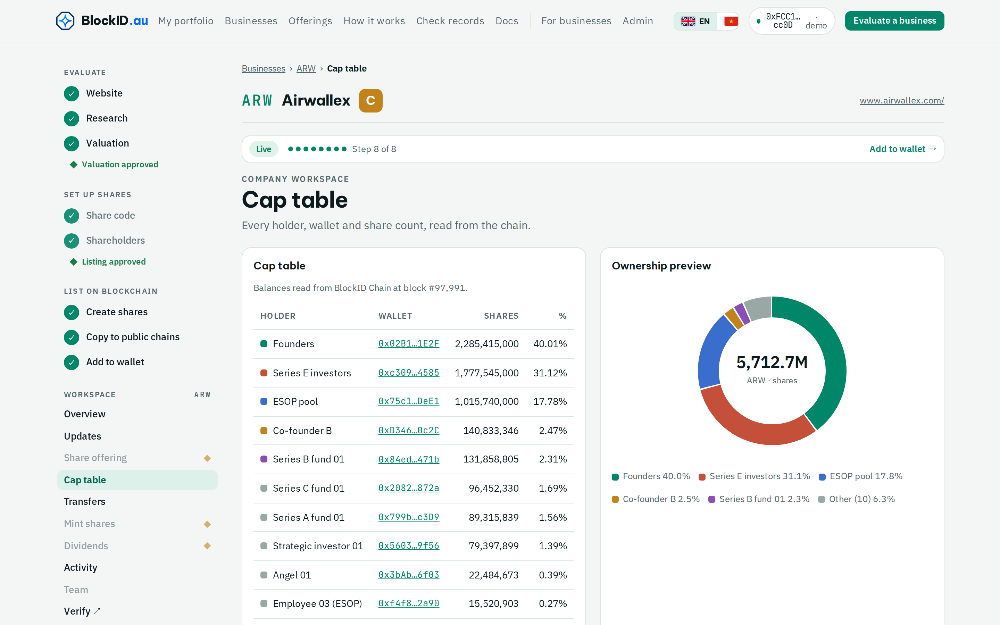 BlockID.au My portfolio Businesses Offerings How it works Check records Docs For businesses Admin EN 0xFCC1…cc0D · demo Evaluate a business
EVALUATE
✓ Website
✓ Research
✓ Valuation
◆ Valuation approved
SET UP SHARES
✓ Share code
✓ Shareholders
◆ Listing approved
LIST ON BLOCKCHAIN
✓ Create shares
✓ Copy to public chains
✓ Add to wallet
WORKSPACE ARW
Overview
Updates
Share offering ◆
Cap table
Transfers
Mint shares ◆
Dividends ◆
Activity
Team
Verify ↗
Businesses › ARW › Cap table
ARW Airwallex C
www.airwallex.com/
Live Step 8 of 8 Add to wallet →
COMPANY WORKSPACE
Cap table
Every holder, wallet and share count, read from the chain.
Cap table
Balances read from BlockID Chain at block #97,991.
HOLDER WALLET SHARES %
Founders 0x02B1…1E2F 2,285,415,000 40.01%
Series E investors 0xc309…4585 1,777,545,000 31.12%
ESOP pool 0x75c1…DeE1 1,015,740,000 17.78%
Co-founder B 0xD346…0c2C 140,833,346 2.47%
Series B fund 01 0x84ed…471b 131,858,805 2.31%
Series C fund 01 0x2082…872a 96,452,330 1.69%
Series A fund 01 0x799b…c3D9 89,315,839 1.56%
Strategic investor 01 0x5603…9f56 79,397,899 1.39%
Angel 01 0x3bAb…6f03 22,484,673 0.39%
Employee 03 (ESOP) 0xf4f8…2a90 15,520,903 0.27%
Ownership preview
5,712.7M
ARW · shares
Founders 40.0% Series E investors 31.1% ESOP pool 17.8%
Co-founder B 2.5% Series B fund 01 2.3% Other (10) 6.3%